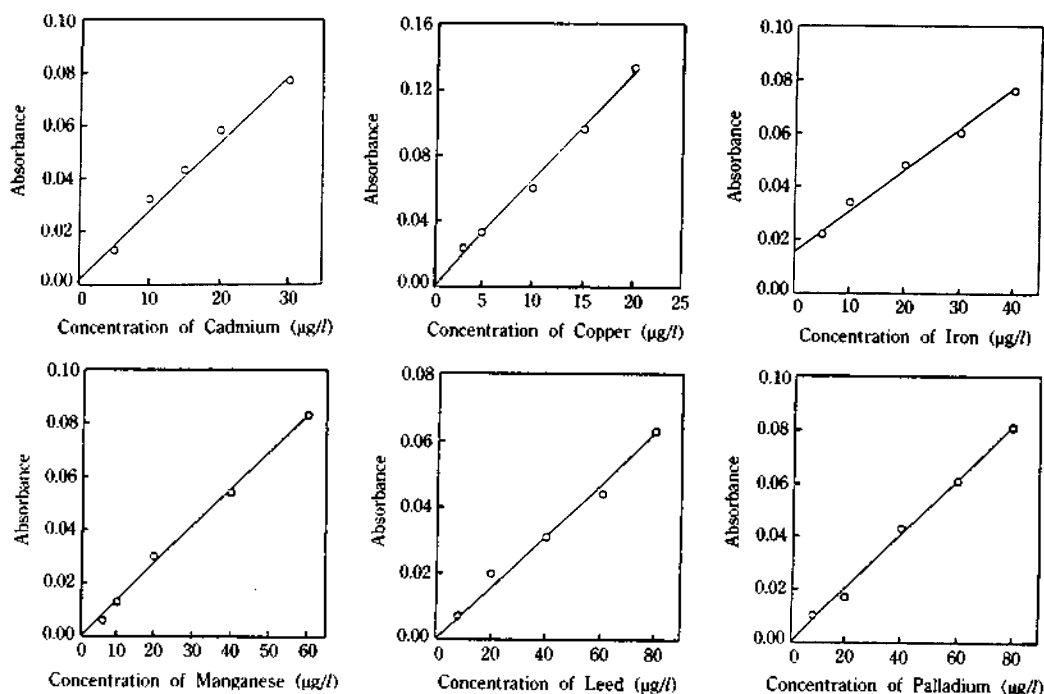 0.10
0.08
0.06
0.04
0.02
0.00
Absorbance
0 10 20 30
Concentration of Cadmium (µg/l)
0.16
0.12
0.08
0.04
0.00
Absorbance
0 5 10 15 20 25
Concentration of Copper (µg/l)
0.10
0.08
0.06
0.04
0.02
0.00
Absorbance
0 10 20 30 40
Concentration of Iron (µg/l)
0.10
0.08
0.06
0.04
0.02
0.00
Absorbance
0 10 20 30 40 50 60
Concentration of Manganese (µg/l)
0.08
0.06
0.04
0.02
0.00
Absorbance
0 20 40 60 80
Concentration of Leed (µg/l)
0.10
0.08
0.06
0.04
0.02
0.00
Absorbance
0 20 40 60 80
Concentration of Palladium (µg/l)